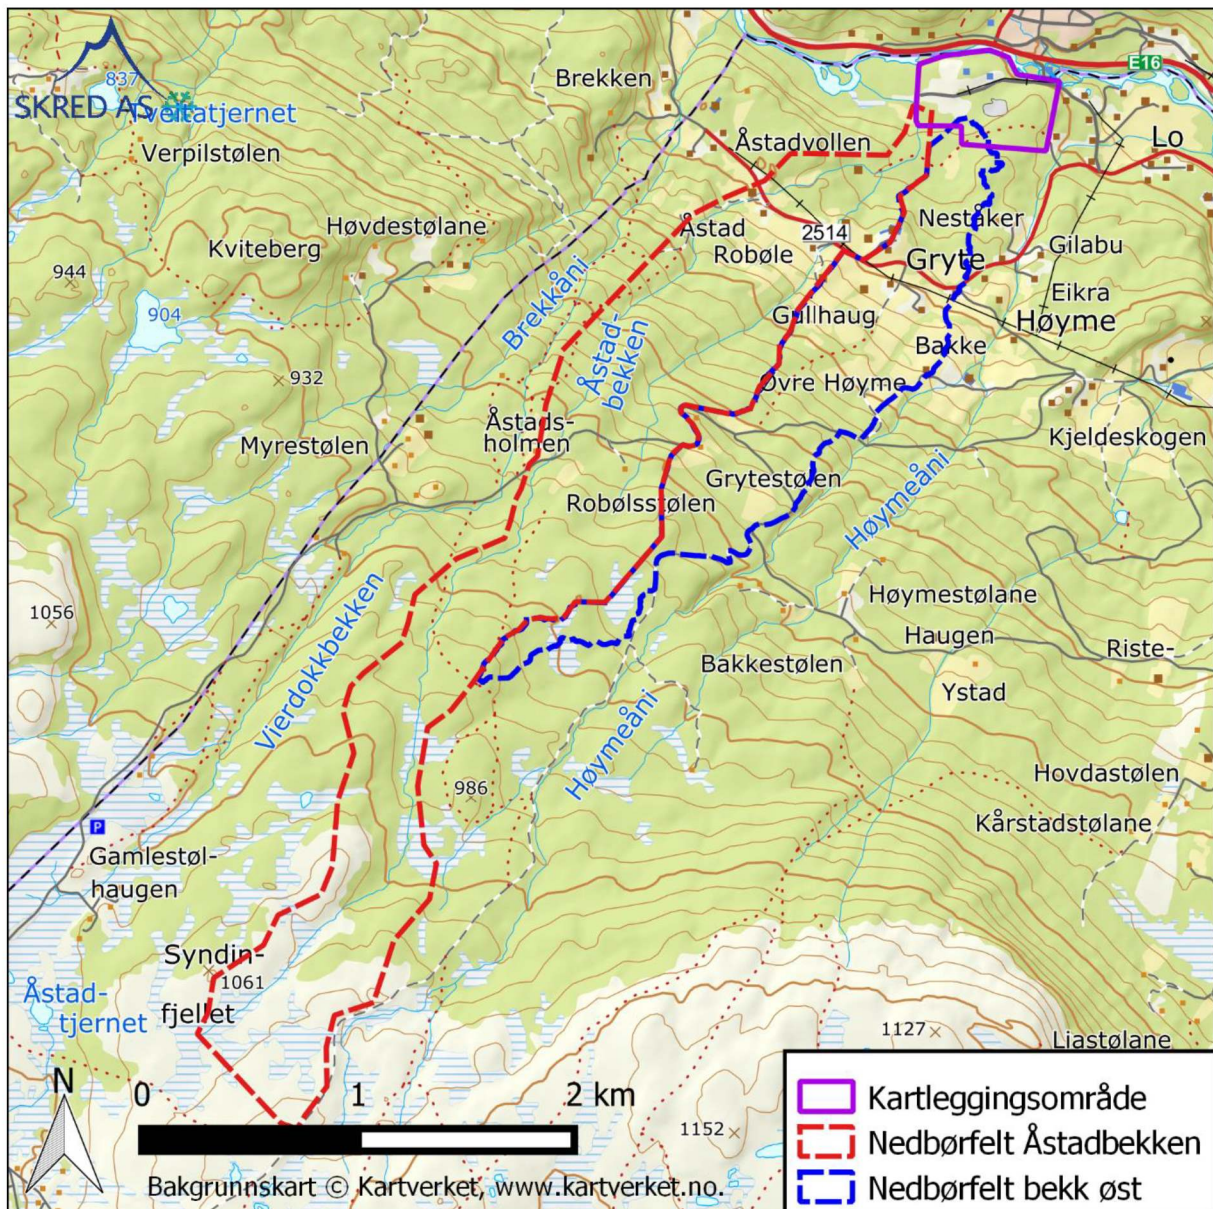 837
SKRED AS
Tveitatjernet
Verpilstølen
Brekken
Åstadvollen
E16
Lo
Høvdestølane
Kviteberg
944
904
Åstad
Robøle
2514
Neståker
Gryte
Gilabu
Eikra
Høyme
Brekkåni
Åstad-
bekken
Gullhaug
Bakke
Øvre Høyme
932
Åstads-
holmen
Myrestølen
Kjeldeskogen
Grytestølen
Robølsstølen
Høymeåni
1056
Vierdokkbekken
Høymestølane
Haugen
Riste-
Bakkestølen
Ystad
Høymeåni
986
Hovdastølen
Kårstadstølane
P
Gamlestøl-
haugen
Syndin-
fjellet
1061
Åstad-
tjernet
1127
Liastølane
1152
N
0 1 2 km
Bakgrunnskart © Kartverket, www.kartverket.no.
Kartleggingsområde
Nedbørfelt Åstadbekken
Nedbørfelt bekk øst